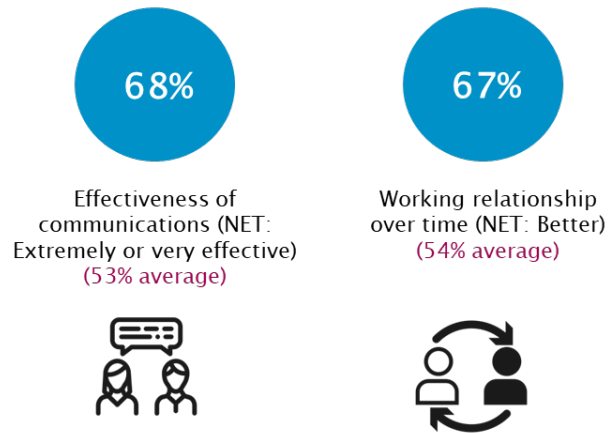 68%
Effectiveness of
communications (NET:
Extremely or very effective)
(53% average)
67%
Working relationship
over time (NET: Better)
(54% average)